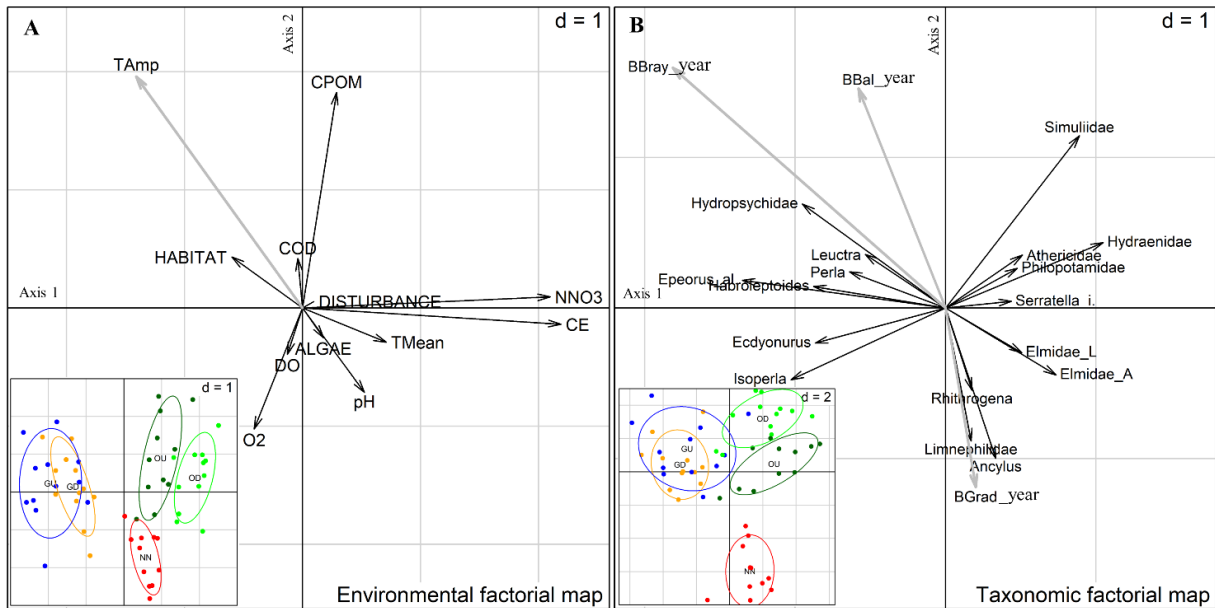 A
Axis 2
d = 1
TAmp
CPOM
HABITAT
COD
Axis 1
DISTURBANCE
NNO3
CE
ALGAE
TMean
DO
pH
O2
d = 1
OU
GU
GD
OD
NN
Environmental factorial map
B
Axis 2
d = 1
BBray_year
BBal_year
Simuliidae
Hydropsychidae
Hydraenidae
Leuctra
Athericidae
Perla
Philopotamidae
Epeorus_al.
Habroleptoides
Axis 1
Serratella_i.
Ecdyonurus
Elmidae_L
Isoperla
Elmidae_A
Rhithrogena
d = 2
OD
GU
GD
OU
NN
Limnephilidae
Ancylus
BGrad_year
Taxonomic factorial map